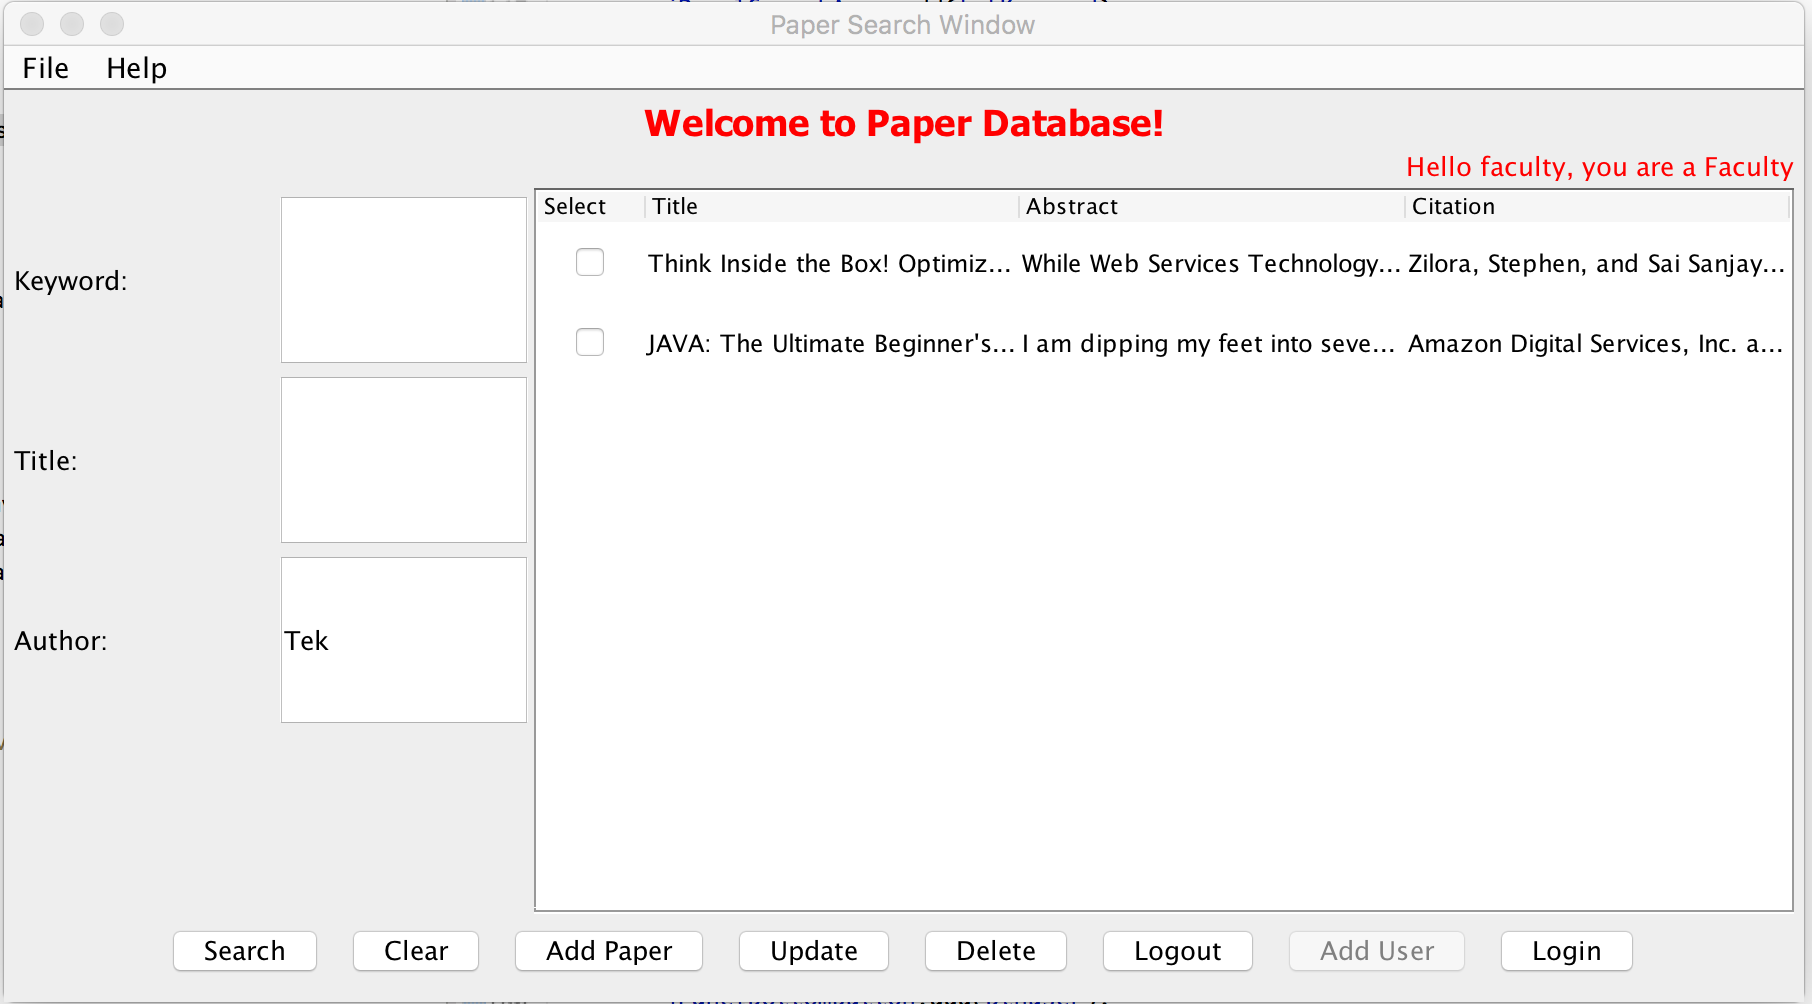 Paper Search Window
File Help
Welcome to Paper Database!
Hello faculty, you are a Faculty
Select Title Abstract Citation
Keyword:
Think Inside the Box! Optimiz... While Web Services Technology... Zilora, Stephen, and Sai Sanjay...
JAVA: The Ultimate Beginner's... I am dipping my feet into seve... Amazon Digital Services, Inc. a...
Title:
Author: Tek
Search Clear Add Paper Update Delete Logout Add User Login